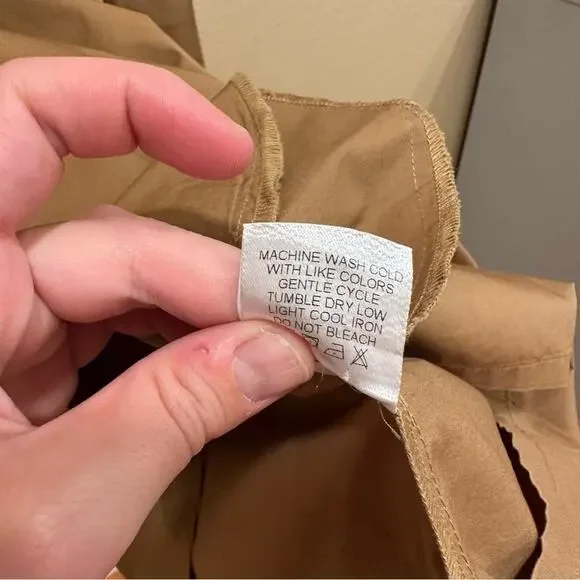 MACHINE WASH COLD
WITH LIKE COLORS
GENTLE CYCLE
TUMBLE DRY LOW
LIGHT COOL IRON
DO NOT BLEACH